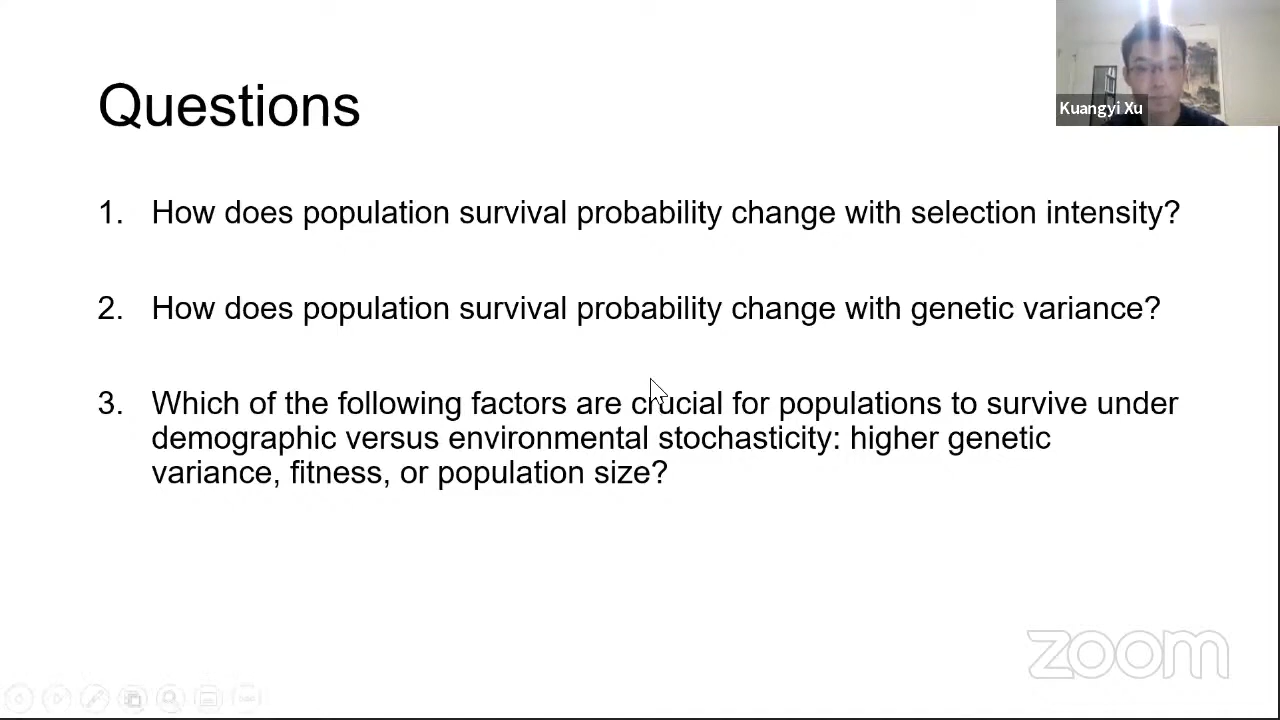 Questions
Kuangyi Xu
1. How does population survival probability change with selection intensity?
2. How does population survival probability change with genetic variance?
3. Which of the following factors are crucial for populations to survive under
demographic versus environmental stochasticity: higher genetic
variance, fitness, or population size?
zoom